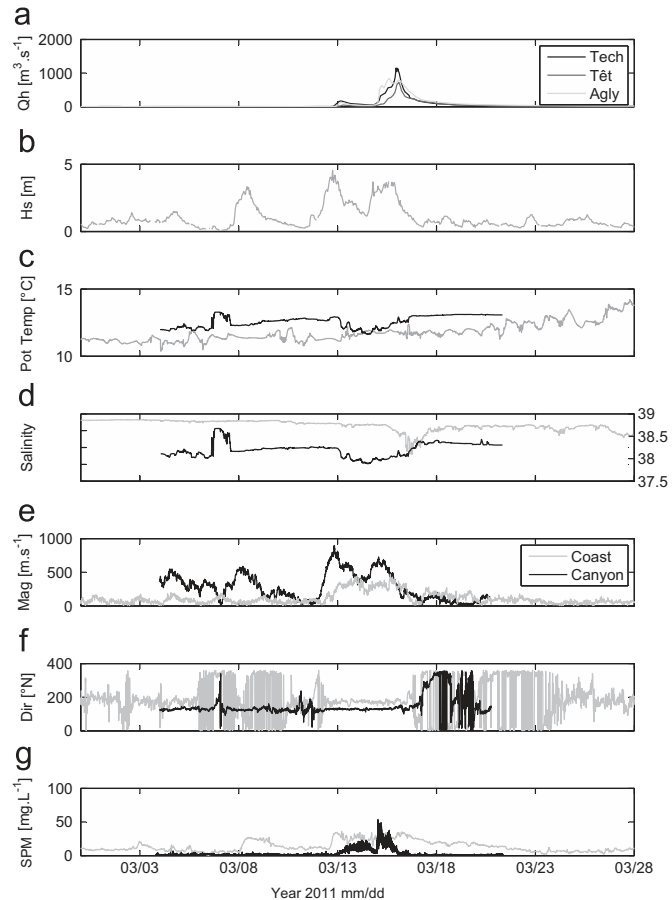 a
2000
1000
0
Qh [m³.s⁻¹]
Tech
Têt
Agly
b
5
0
Hs [m]
c
15
10
Pot Temp [°C]
d
Salinity
39
38.5
38
37.5
e
1000
500
0
Mag [m.s⁻¹]
Coast
Canyon
f
400
200
0
Dir [°N]
g
100
50
0
SPM [mg.L⁻¹]
03/03 03/08 03/13 03/18 03/23 03/28
Year 2011 mm/dd